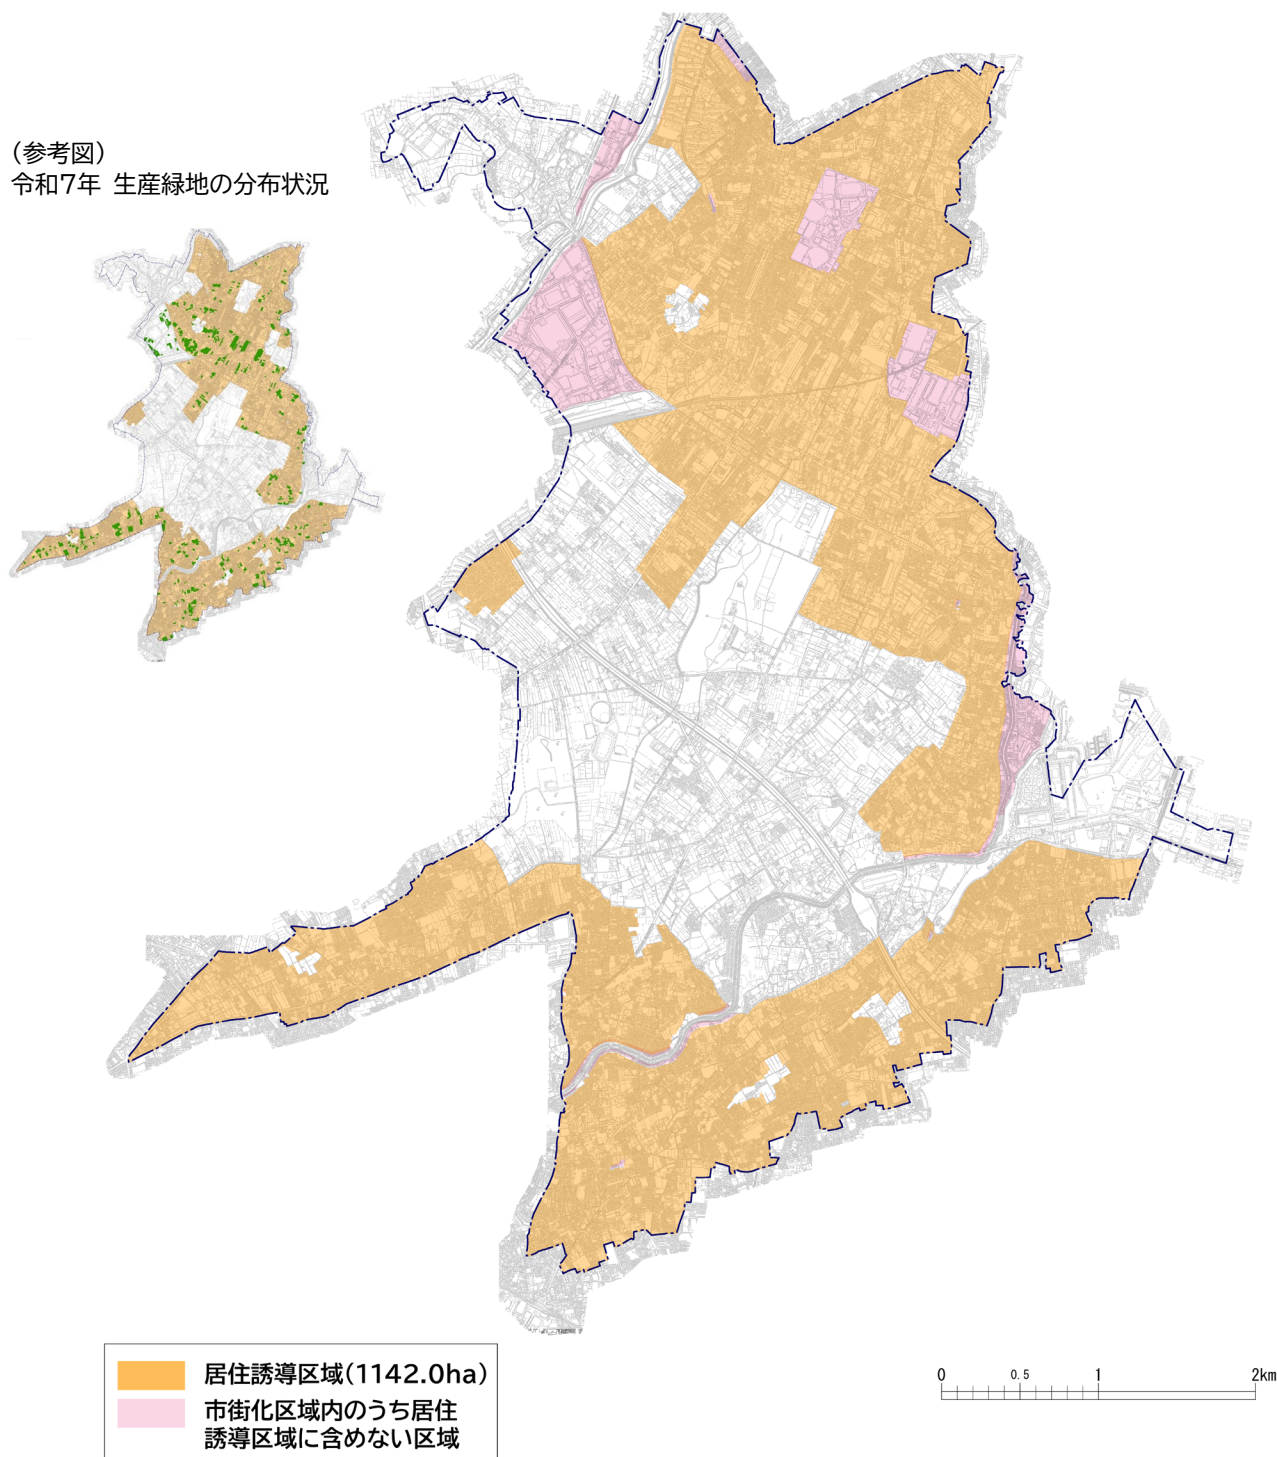 (参考図)
令和7年 生産緑地の分布状況
居住誘導区域(1142.0ha)
市街化区域内のうち居住
誘導区域に含めない区域
0 0.5 1 2km